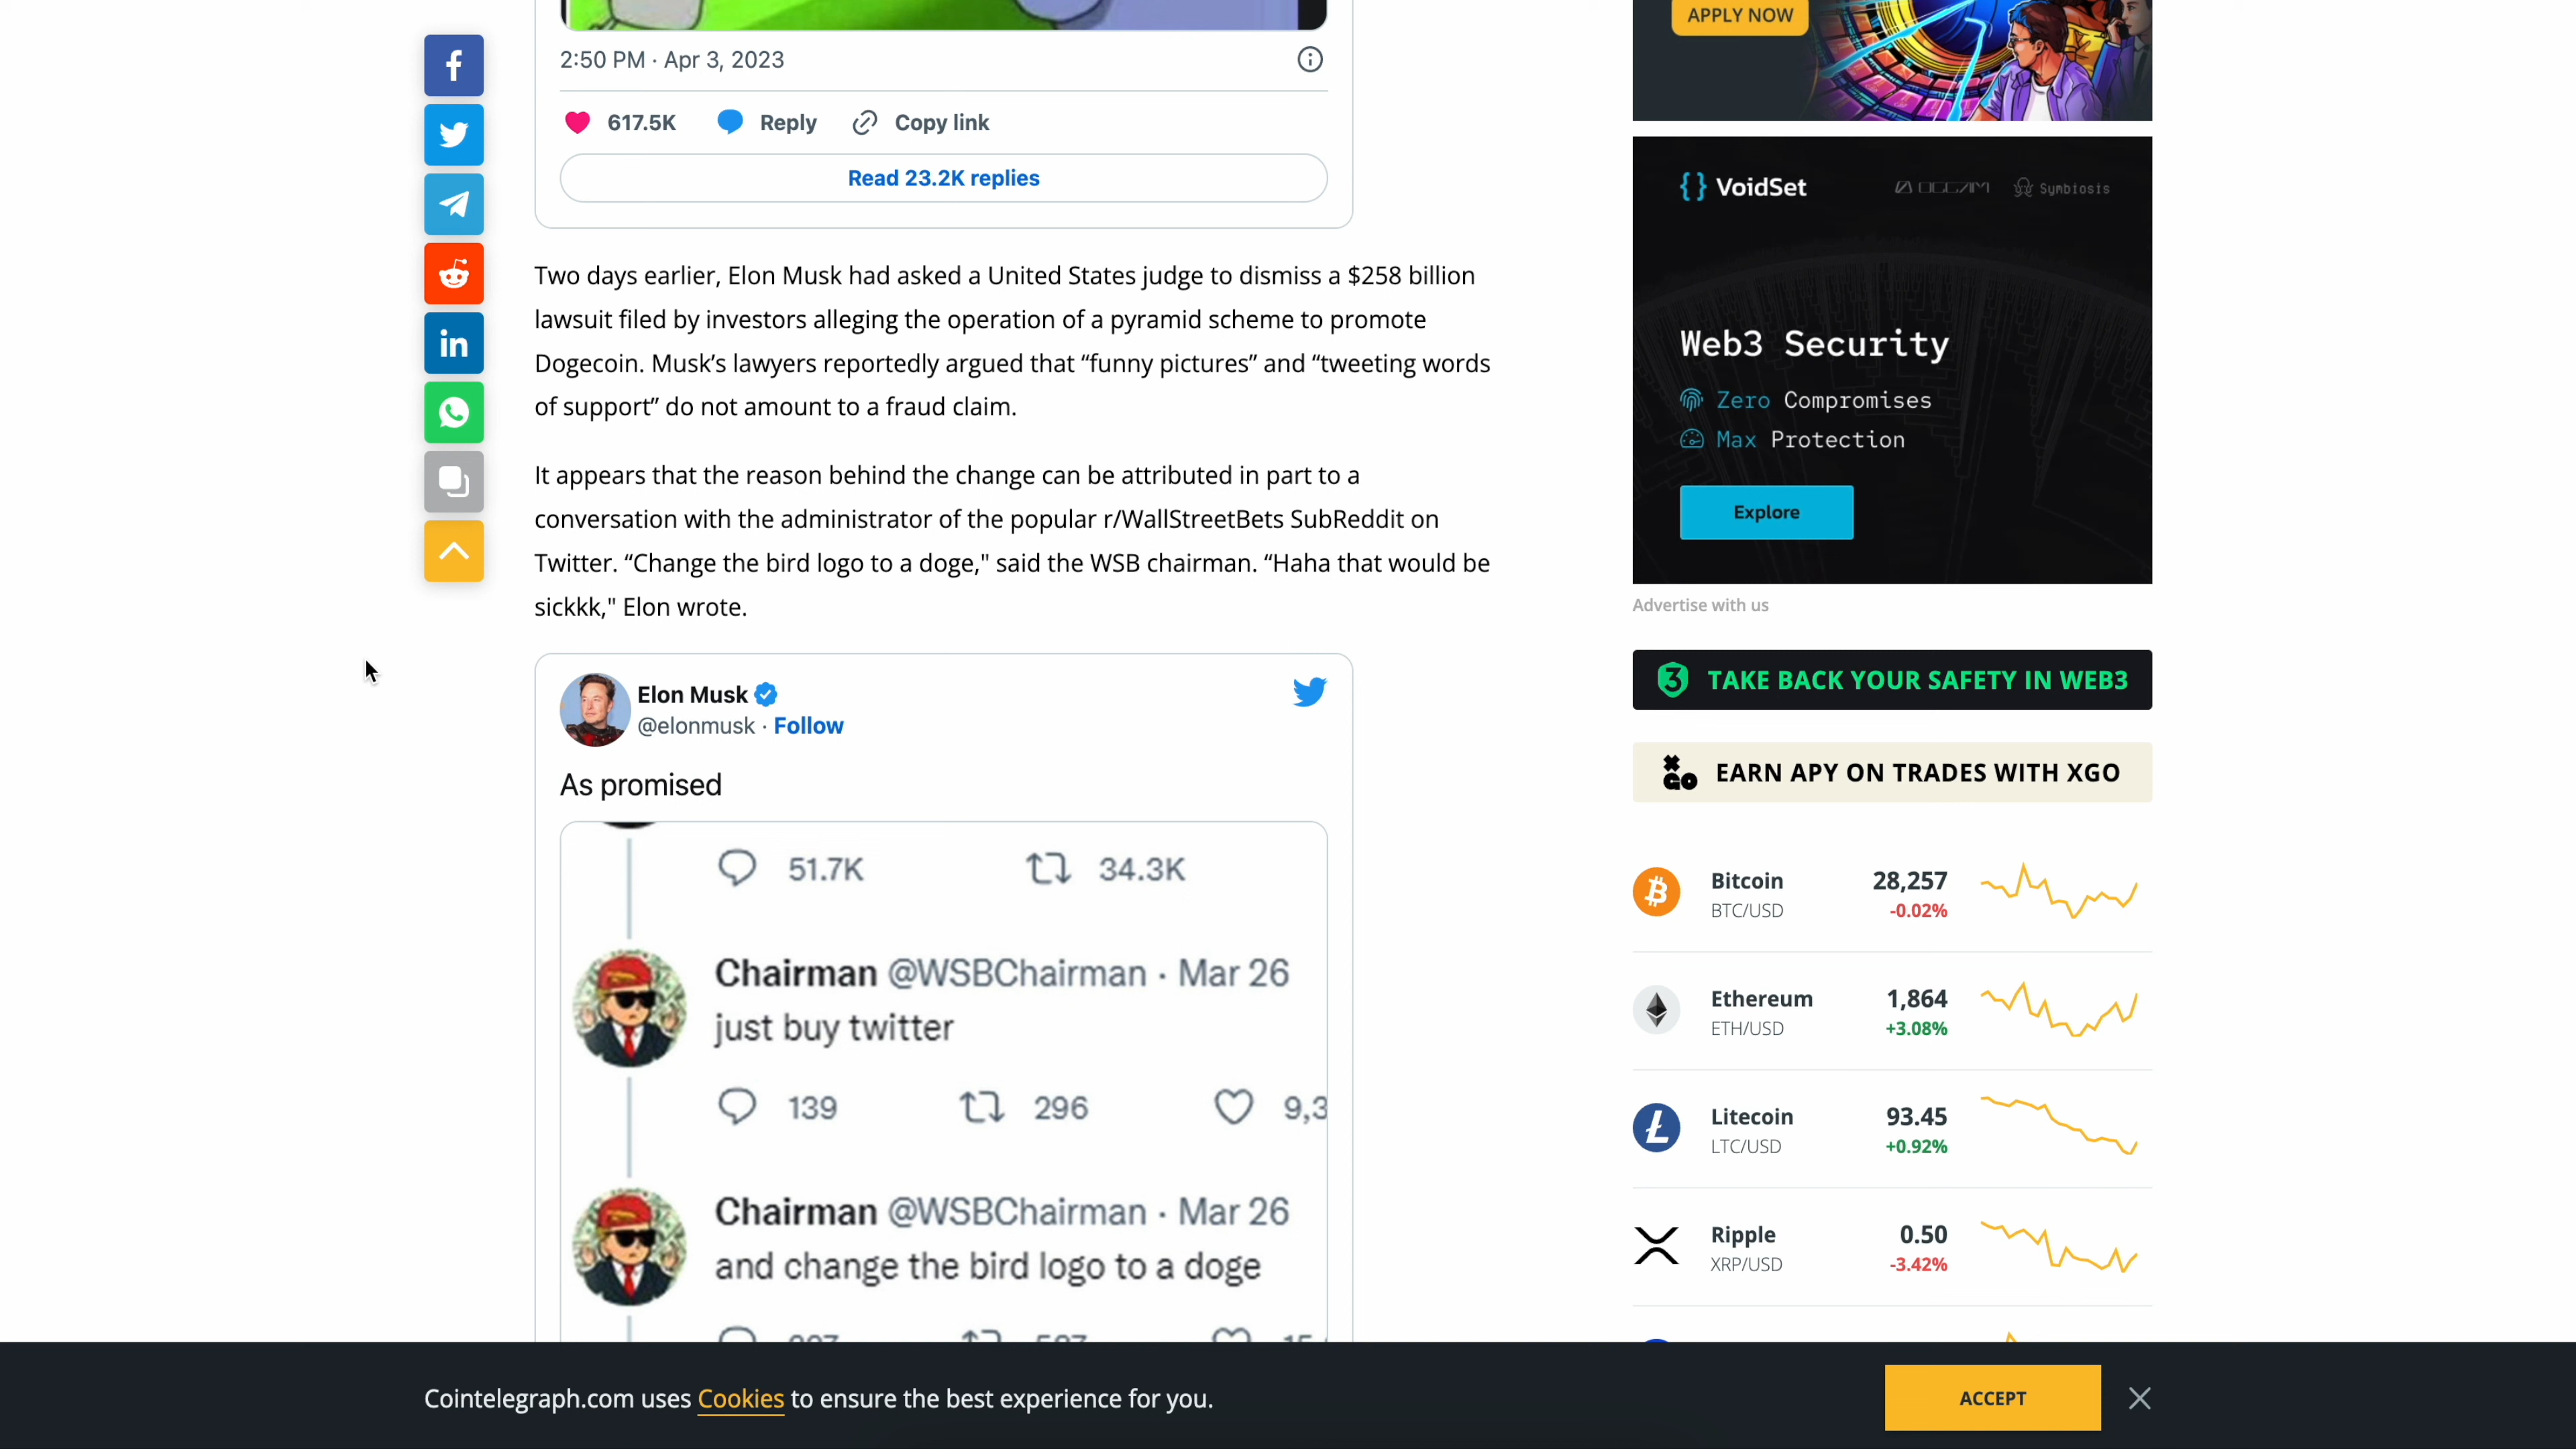 2:50 PM · Apr 3, 2023
617.5K Reply Copy link
Read 23.2K replies
Two days earlier, Elon Musk had asked a United States judge to dismiss a $258 billion
lawsuit filed by investors alleging the operation of a pyramid scheme to promote
Dogecoin. Musk’s lawyers reportedly argued that “funny pictures” and “tweeting words
of support” do not amount to a fraud claim.
It appears that the reason behind the change can be attributed in part to a
conversation with the administrator of the popular r/WallStreetBets SubReddit on
Twitter. “Change the bird logo to a doge," said the WSB chairman. “Haha that would be
sickkk," Elon wrote.
Elon Musk
@elonmusk · Follow
As promised
51.7K 34.3K
Chairman @WSBChairman · Mar 26
just buy twitter
139 296 9,3
Chairman @WSBChairman · Mar 26
and change the bird logo to a doge
APPLY NOW
VoidSet
Symbiosis
Web3 Security
Zero Compromises
Max Protection
Explore
Advertise with us
TAKE BACK YOUR SAFETY IN WEB3
EARN APY ON TRADES WITH XGO
Bitcoin 28,257
BTC/USD -0.02%
Ethereum 1,864
ETH/USD +3.08%
Litecoin 93.45
LTC/USD +0.92%
Ripple 0.50
XRP/USD -3.42%
Cointelegraph.com uses Cookies to ensure the best experience for you.
ACCEPT